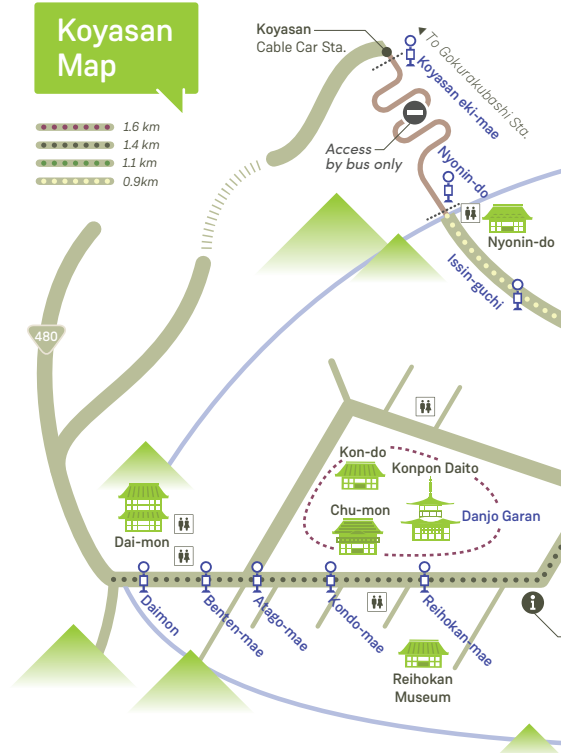 Koyasan
Map
1.6 km
1.4 km
1.1 km
0.9km
Koyasan
Cable Car Sta.
To Gokurakubashi Sta.
Koyasan eki-mae
Access
by bus only
Nyonin-do
Nyonin-do
Issin-guchi
480
Kon-do
Konpon Daito
Chu-mon
Danjo Garan
Dai-mon
Daimon
Benten-mae
Atago-mae
Kondo-mae
Reihokan-mae
i
Reihokan
Museum